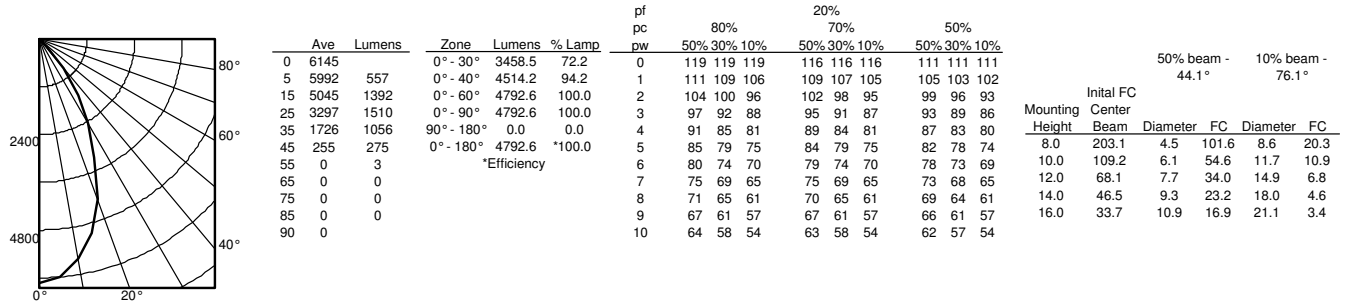 2400
4800
0°
20°
40°
60°
80°
Ave Lumens
0 6145
5 5992 557
15 5045 1392
25 3297 1510
35 1726 1056
45 255 275
55 0 3
65 0 0
75 0 0
85 0 0
90 0
Zone Lumens % Lamp
0° - 30° 3458.5 72.2
0° - 40° 4514.2 94.2
0° - 60° 4792.6 100.0
0° - 90° 4792.6 100.0
90° - 180° 0.0 0.0
0° - 180° 4792.6 *100.0
*Efficiency
pf 20%
pc 80% 70% 50%
pw 50% 30% 10% 50% 30% 10% 50% 30% 10%
0 119 119 119 116 116 116 111 111 111
1 111 109 106 109 107 105 105 103 102
2 104 100 96 102 98 95 99 96 93
3 97 92 88 95 91 87 93 89 86
4 91 85 81 89 84 81 87 83 80
5 85 79 75 84 79 75 82 78 74
6 80 74 70 79 74 70 78 73 69
7 75 69 65 75 69 65 73 68 65
8 71 65 61 70 65 61 69 64 61
9 67 61 57 67 61 57 66 61 57
10 64 58 54 63 58 54 62 57 54
50% beam - 10% beam -
44.1° 76.1°
Inital FC
Mounting Center
Height Beam Diameter FC Diameter FC
8.0 203.1 4.5 101.6 8.6 20.3
10.0 109.2 6.1 54.6 11.7 10.9
12.0 68.1 7.7 34.0 14.9 6.8
14.0 46.5 9.3 23.2 18.0 4.6
16.0 33.7 10.9 16.9 21.1 3.4